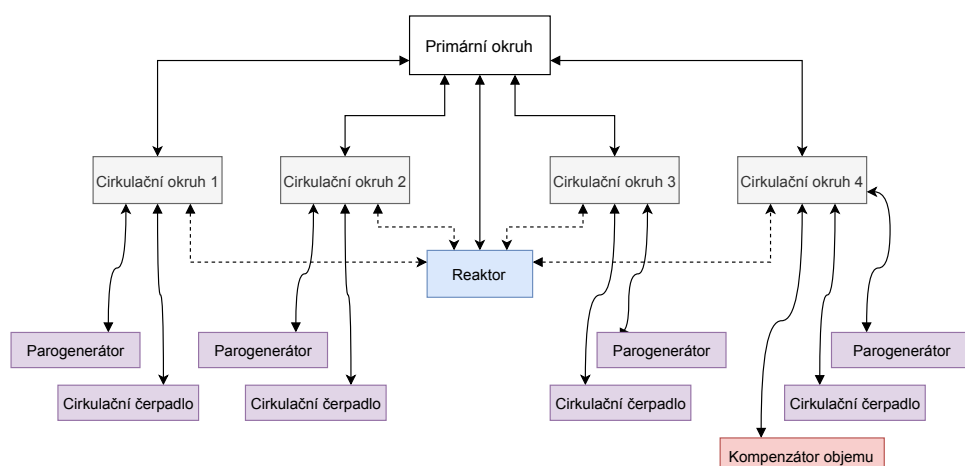 Primární okruh
Cirkulační okruh 1
Cirkulační okruh 2
Cirkulační okruh 3
Cirkulační okruh 4
Reaktor
Parogenerátor
Parogenerátor
Parogenerátor
Parogenerátor
Cirkulační čerpadlo
Cirkulační čerpadlo
Cirkulační čerpadlo
Cirkulační čerpadlo
Kompenzátor objemu